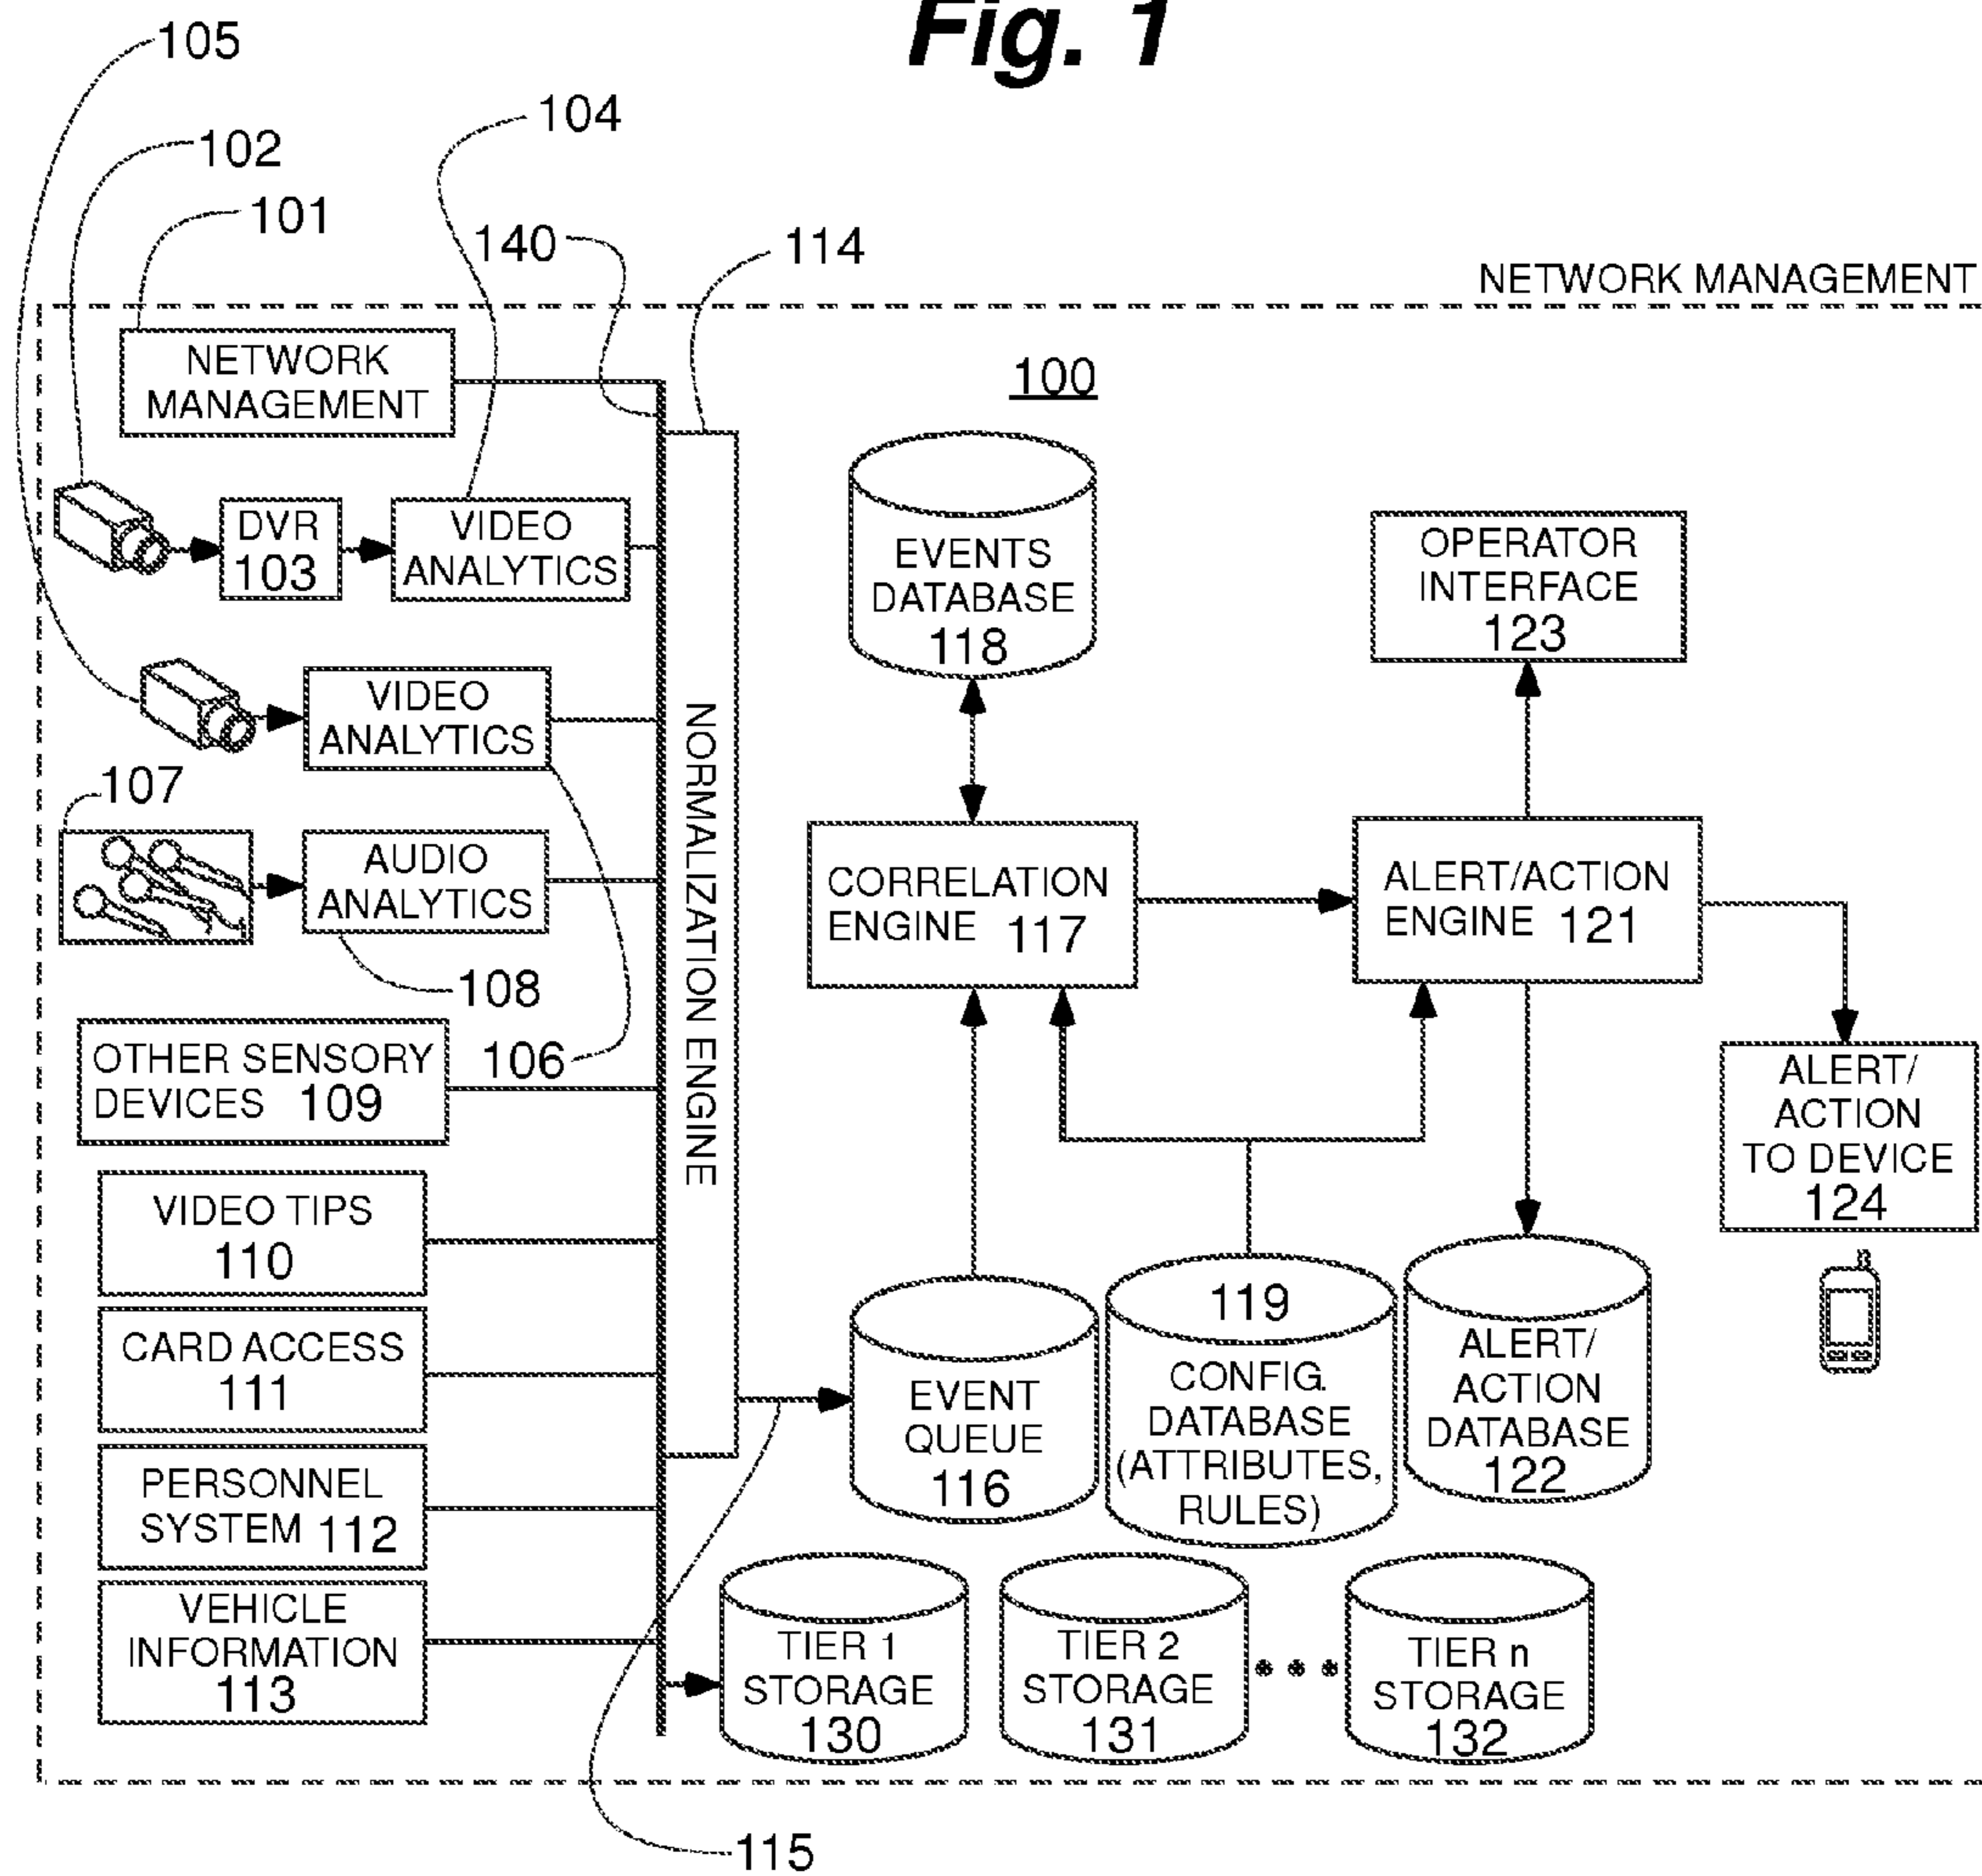 Fig. 1
105
104
102
101
140
114
NETWORK MANAGEMENT
NETWORK
MANAGEMENT
100
DVR
103
VIDEO
ANALYTICS
EVENTS
DATABASE
118
OPERATOR
INTERFACE
123
VIDEO
ANALYTICS
107
AUDIO
ANALYTICS
108
NORMALIZATION ENGINE
CORRELATION
ENGINE 117
ALERT/ACTION
ENGINE 121
OTHER SENSORY
DEVICES 109
106
ALERT/
ACTION
TO DEVICE
124
VIDEO TIPS
110
CARD ACCESS
111
PERSONNEL
SYSTEM 112
VEHICLE
INFORMATION
113
EVENT
QUEUE
116
119
CONFIG.
DATABASE
(ATTRIBUTES,
RULES)
ALERT/
ACTION
DATABASE
122
TIER 1
STORAGE
130
TIER 2
STORAGE
131
TIER n
STORAGE
132
115